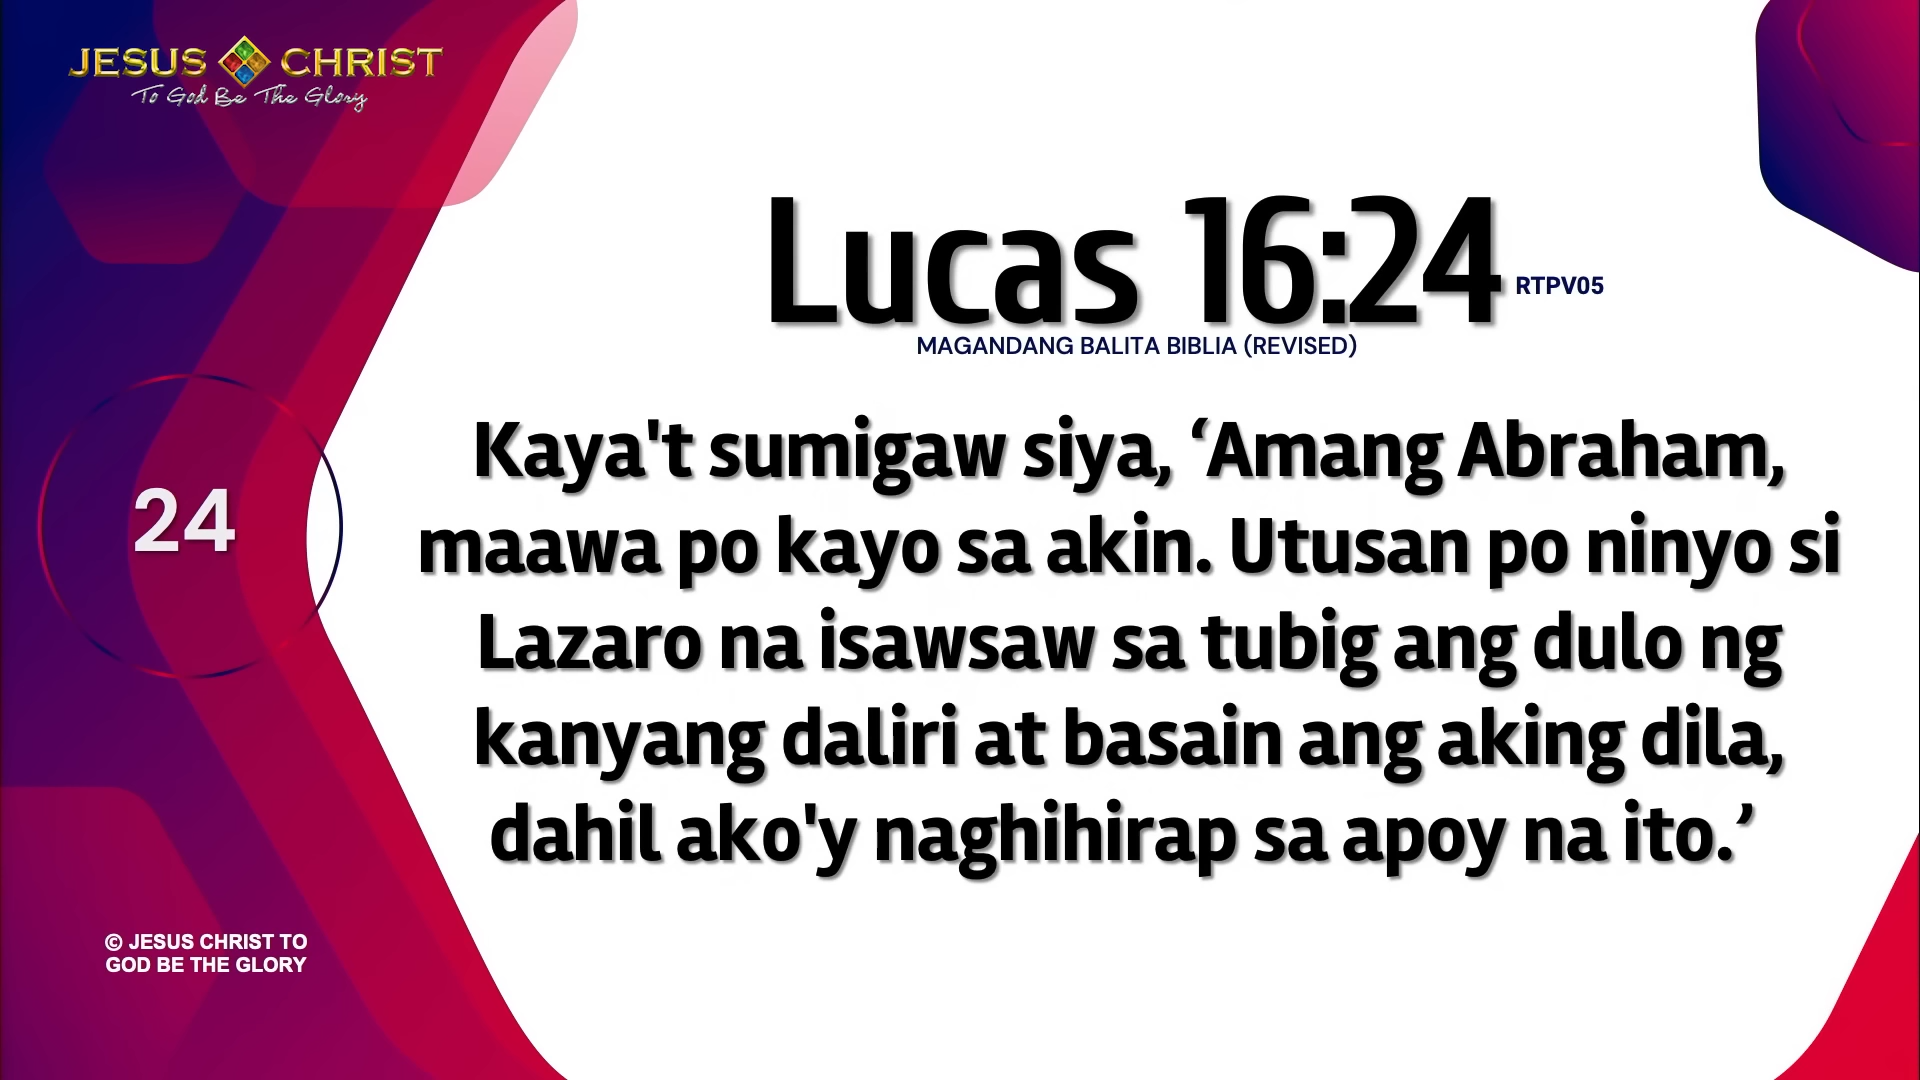 JESUS CHRIST
To God Be The Glory
Lucas 16:24 RTPV05
MAGANDANG BALITA BIBLIA (REVISED)
Kaya't sumigaw siya, ‘Amang Abraham,
maawa po kayo sa akin. Utusan po ninyo si
Lazaro na isawsaw sa tubig ang dulo ng
kanyang daliri at basain ang aking dila,
dahil ako'y naghihirap sa apoy na ito.’
24
© JESUS CHRIST TO
GOD BE THE GLORY